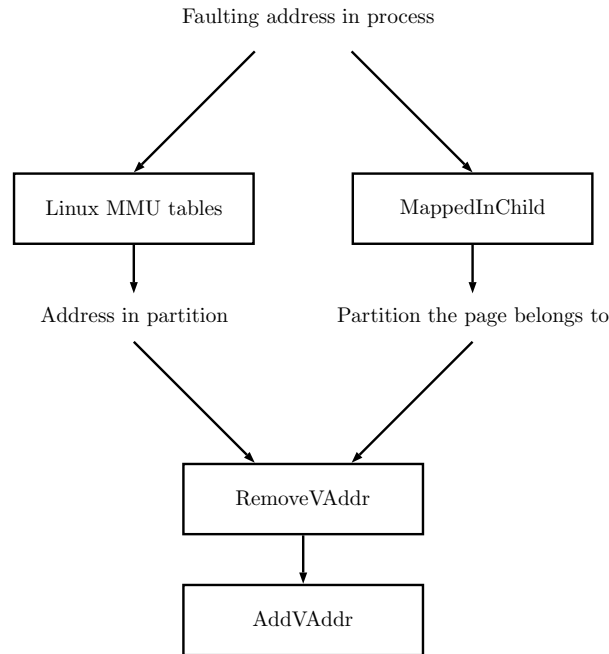 Faulting address in process
Linux MMU tables
MappedInChild
Address in partition
Partition the page belongs to
RemoveVAddr
AddVAddr